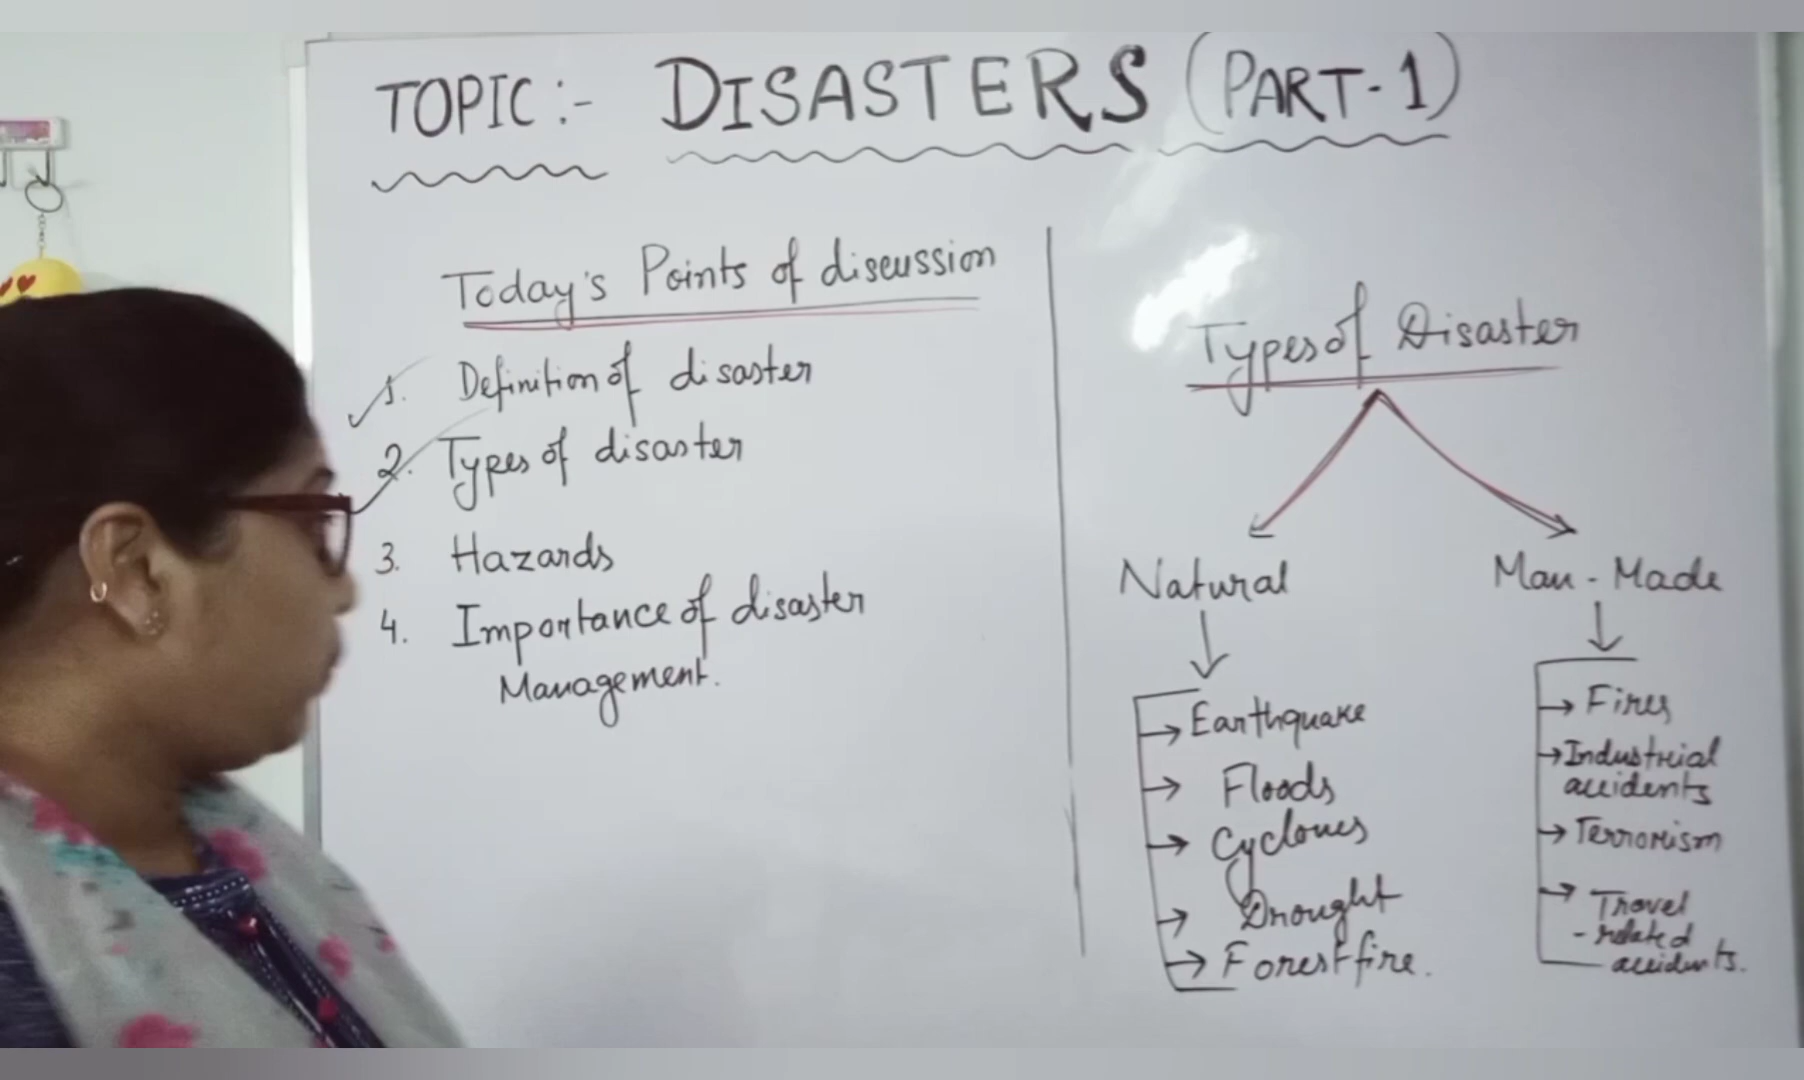 TOPIC :- DISASTERS (PART-1)
Today's Points of discussion
1. Definition of disaster
2. Types of disaster
3. Hazards
4. Importance of disaster
Management.
Types of Disaster
Natural
→ Earthquake
→ Floods
→ Cyclones
→ Drought
→ Forest fire.
Man-Made
→ Fires
→ Industrial
accidents
→ Terrorism
→ Travel
- related
accidents.